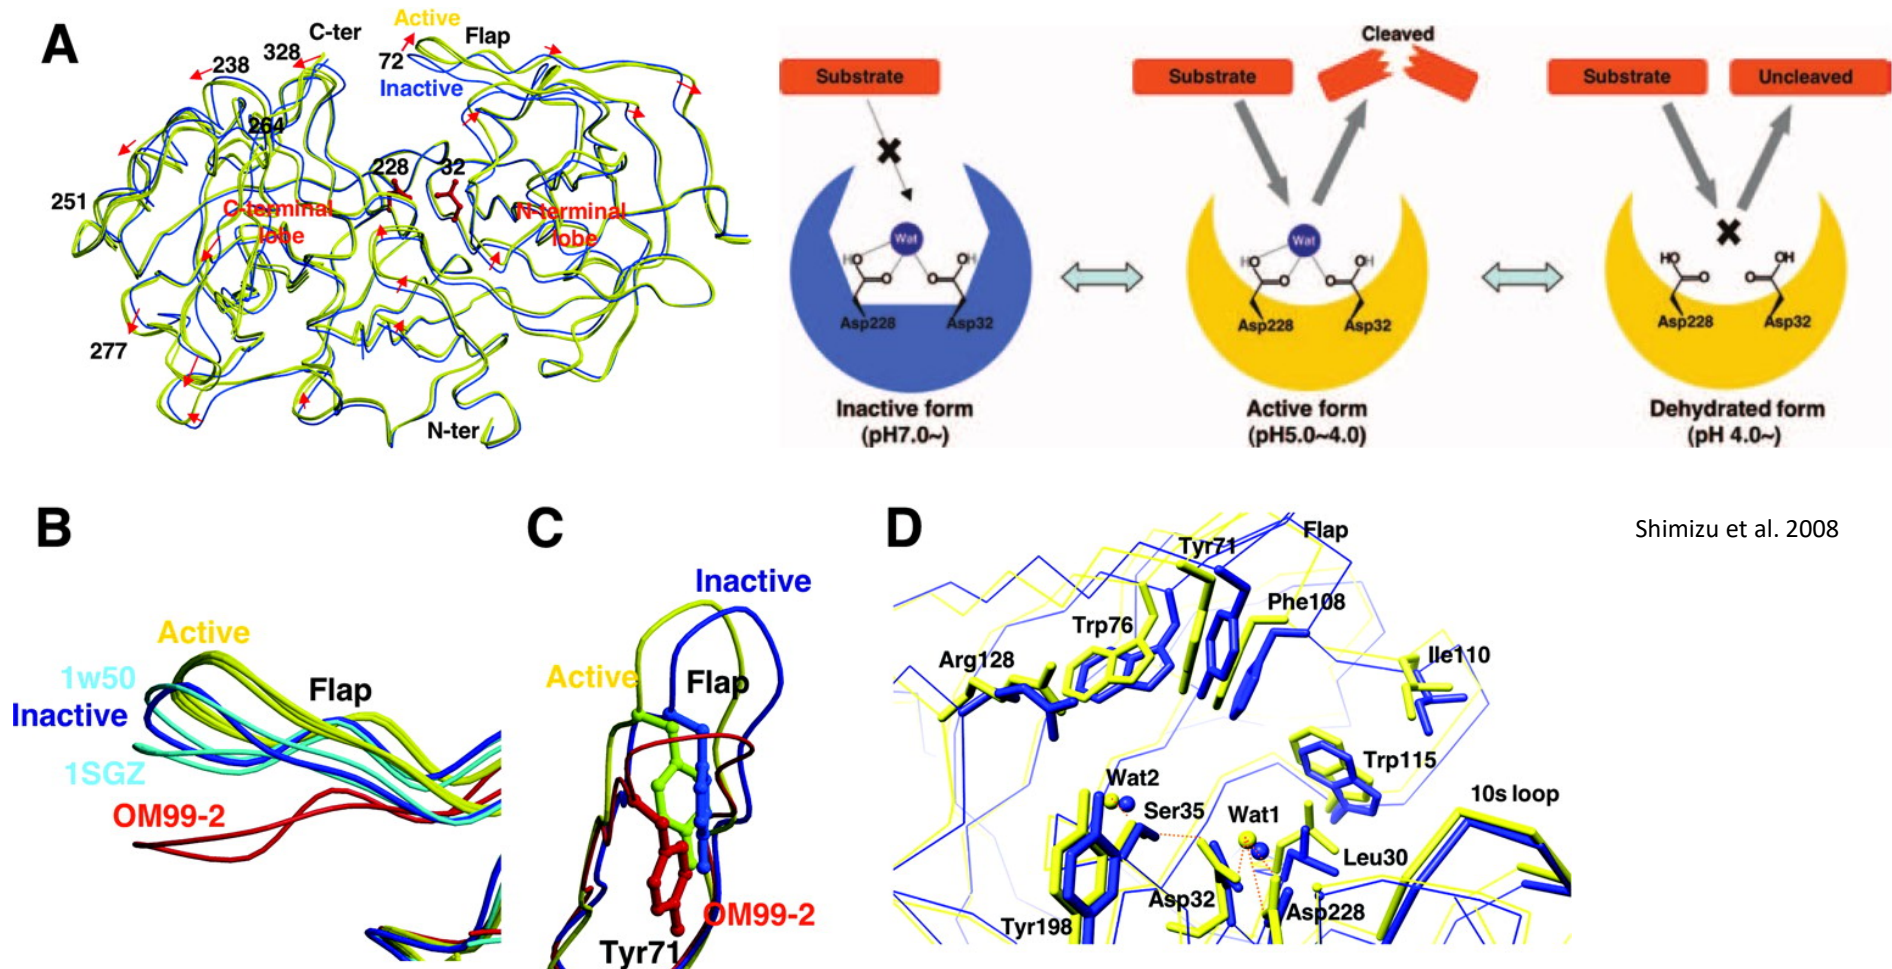 A
C-ter
Active
Flap
328
238
72
Inactive
264
228
32
251
C-terminal
lobe
N-terminal
lobe
277
N-ter
Substrate
Wat
HO
O
O
OH
Asp228
Asp32
Inactive form
(pH7.0~)
Substrate
Cleaved
Wat
HO
O
O
OH
Asp228
Asp32
Active form
(pH5.0~4.0)
Substrate
Uncleaved
HO
O
O
OH
Asp228
Asp32
Dehydrated form
(pH 4.0~)
B
Active
1w50
Inactive
Flap
1SGZ
OM99-2
C
Inactive
Active
Flap
OM99-2
Tyr71
D
Flap
Tyr71
Phe108
Trp76
Arg128
Ile110
Trp115
Wat2
Ser35
Wat1
10s loop
Leu30
Asp32
Asp228
Tyr198
Shimizu et al. 2008